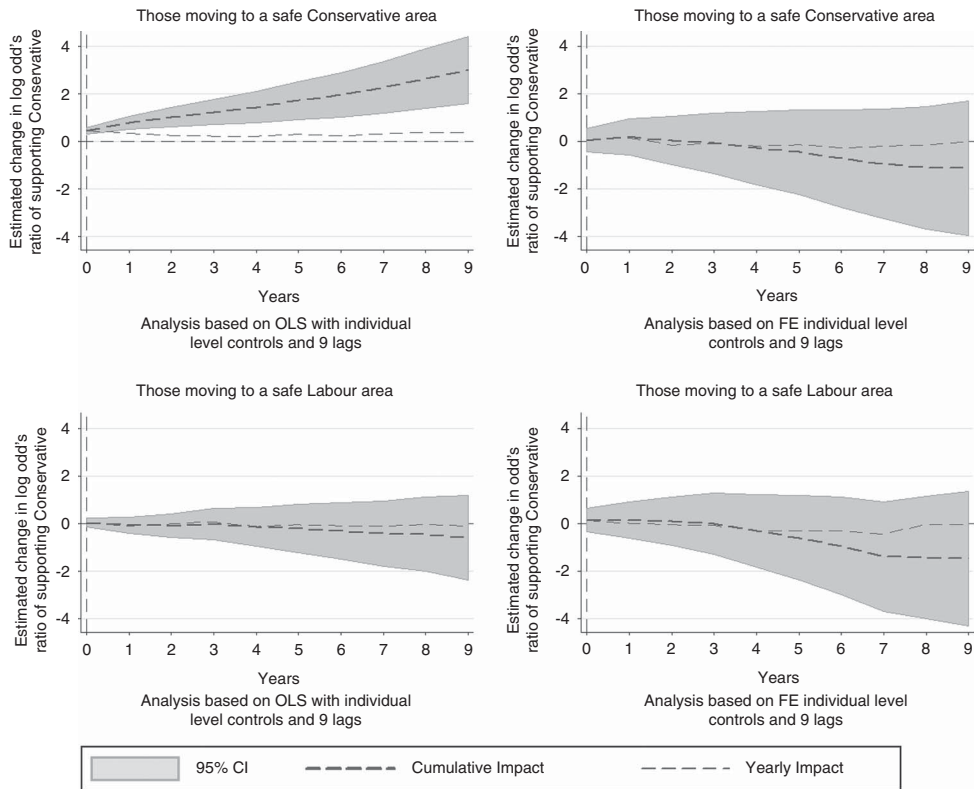 Those moving to a safe Conservative area
Estimated change in log odd's
ratio of supporting Conservative
4
2
0
-2
-4
0 1 2 3 4 5 6 7 8 9
Years
Analysis based on OLS with individual
level controls and 9 lags
Those moving to a safe Conservative area
Estimated change in log odd's
ratio of supporting Conservative
4
2
0
-2
-4
0 1 2 3 4 5 6 7 8 9
Years
Analysis based on FE individual level
controls and 9 lags
Those moving to a safe Labour area
Estimated change in log odd's
ratio of supporting Conservative
4
2
0
-2
-4
0 1 2 3 4 5 6 7 8 9
Years
Analysis based on OLS with individual
level controls and 9 lags
Those moving to a safe Labour area
Estimated change in odd's
ratio of supporting Conservative
4
2
0
-2
-4
0 1 2 3 4 5 6 7 8 9
Years
Analysis based on FE individual level
controls and 9 lags
95% CI Cumulative Impact Yearly Impact